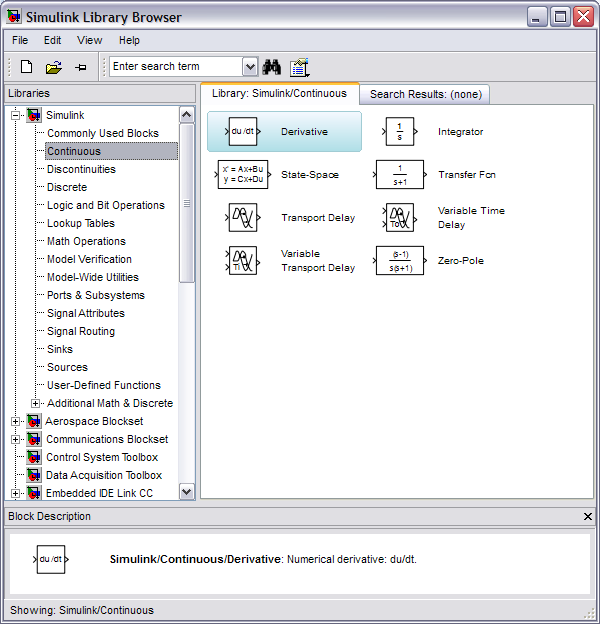 Simulink Library Browser
File Edit View Help
Enter search term
Libraries
Library: Simulink/Continuous Search Results: (none)
Simulink
Commonly Used Blocks
Continuous
Discontinuities
Discrete
Logic and Bit Operations
Lookup Tables
Math Operations
Model Verification
Model-Wide Utilities
Ports & Subsystems
Signal Attributes
Signal Routing
Sinks
Sources
User-Defined Functions
Additional Math & Discrete
Aerospace Blockset
Communications Blockset
Control System Toolbox
Data Acquisition Toolbox
Embedded IDE Link CC
du/dt Derivative
1
s
Integrator
x' = Ax+Bu
y = Cx+Du
State-Space
1
s+1
Transfer Fcn
Transport Delay
To
Variable Time
Delay
Ti
Variable
Transport Delay
(s-1)
s(s+1)
Zero-Pole
Block Description
du/dt Simulink/Continuous/Derivative: Numerical derivative: du/dt.
Showing: Simulink/Continuous